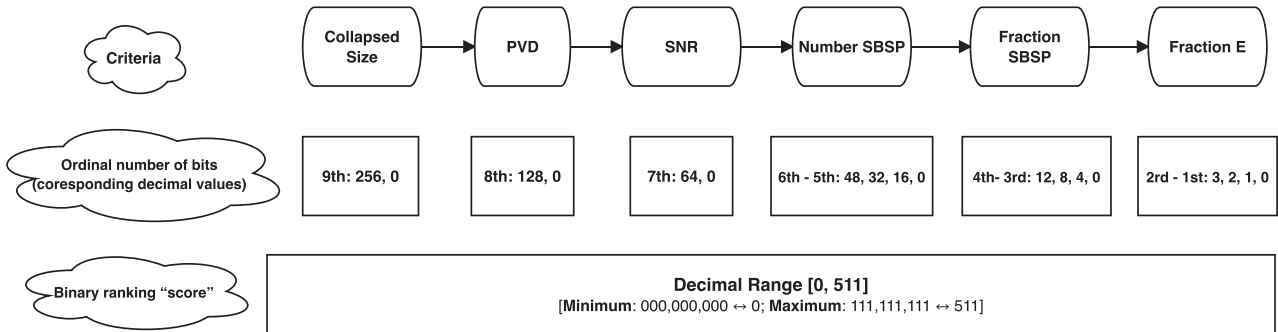 Criteria
Collapsed
Size
PVD
SNR
Number SBSP
Fraction
SBSP
Fraction E
Ordinal number of bits
(coresponding decimal values)
9th: 256, 0
8th: 128, 0
7th: 64, 0
6th - 5th: 48, 32, 16, 0
4th- 3rd: 12, 8, 4, 0
2rd - 1st: 3, 2, 1, 0
Binary ranking “score”
Decimal Range [0, 511]
[Minimum: 000,000,000 ↔ 0; Maximum: 111,111,111 ↔ 511]